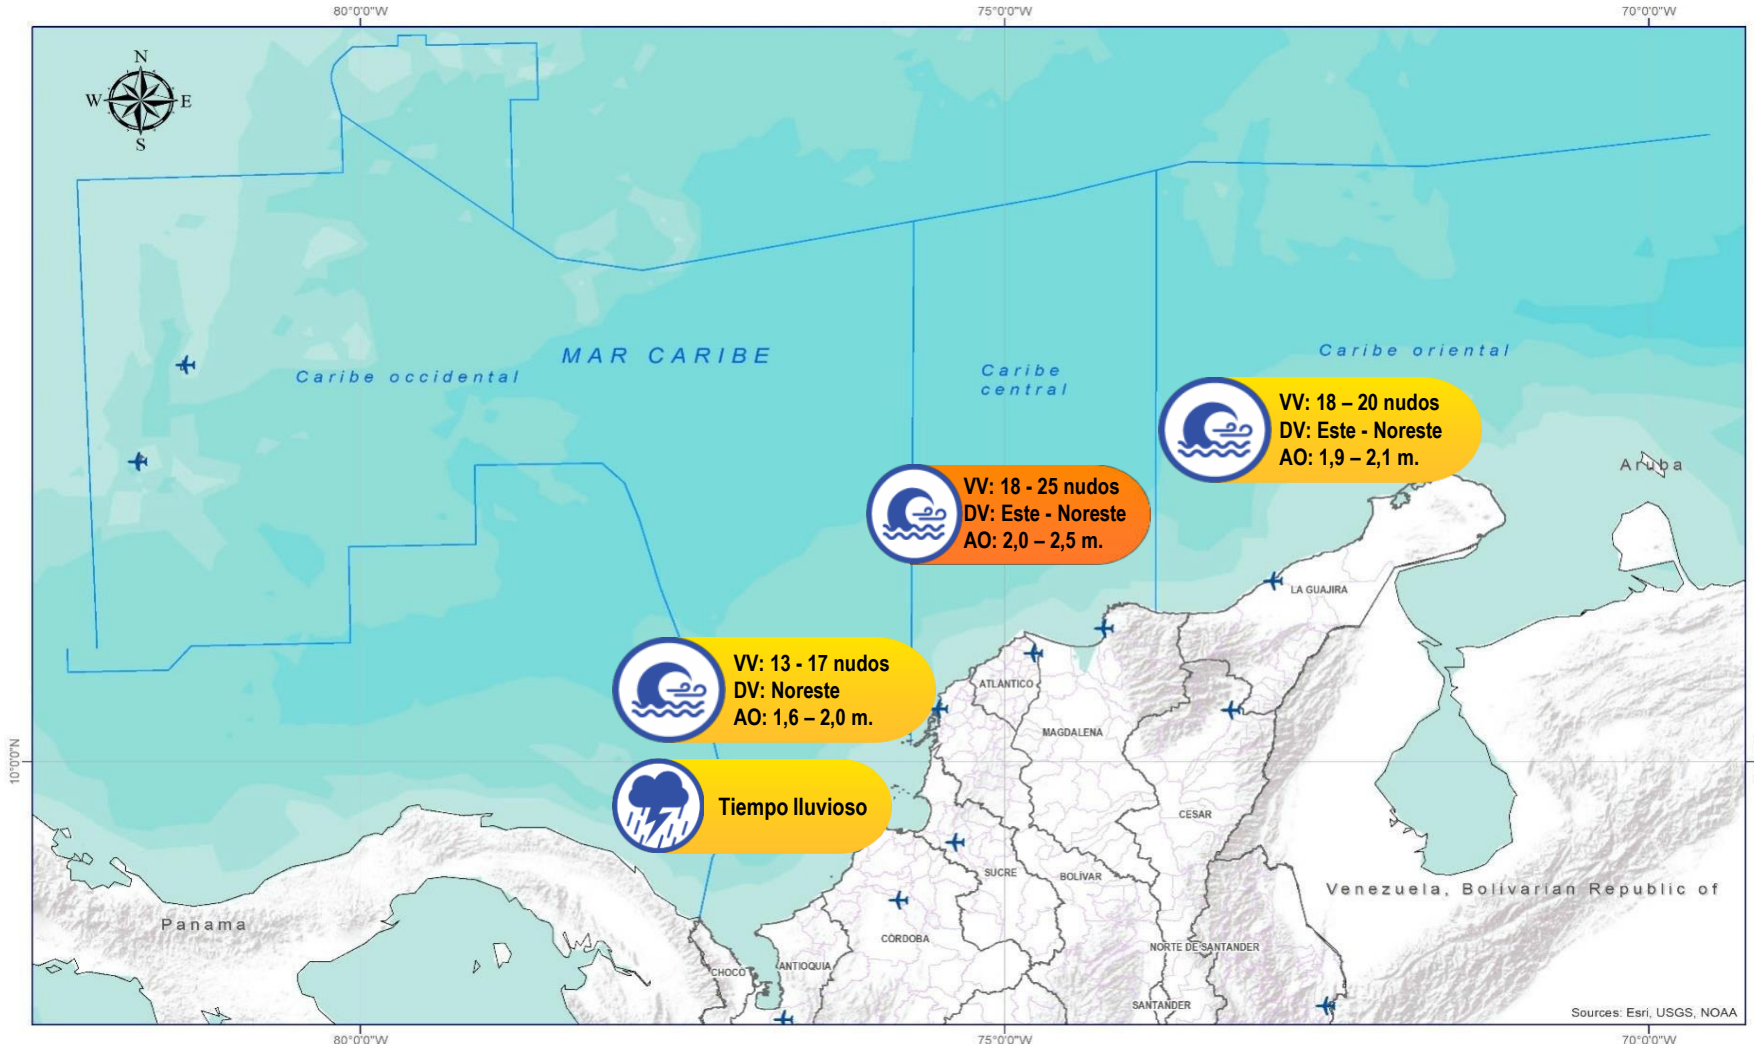 80°0'0"W
75°0'0"W
70°0'0"W
N
W
E
S
MAR CARIBE
Caribe occidental
Caribe
central
Caribe oriental
VV: 18 – 20 nudos
DV: Este - Noreste
AO: 1,9 – 2,1 m.
Aruba
VV: 18 - 25 nudos
DV: Este - Noreste
AO: 2,0 – 2,5 m.
LA GUAJIRA
VV: 13 - 17 nudos
DV: Noreste
AO: 1,6 – 2,0 m.
ATLÁNTICO
MAGDALENA
10°0'0"N
Tiempo lluvioso
CESAR
SUCRE
BOLÍVAR
Venezuela, Bolivarian Republic of
Panama
CÓRDOBA
NORTE DE SANTANDER
CHOCÓ
ANTIOQUIA
SANTANDER
Sources: Esri, USGS, NOAA
80°0'0"W
75°0'0"W
70°0'0"W